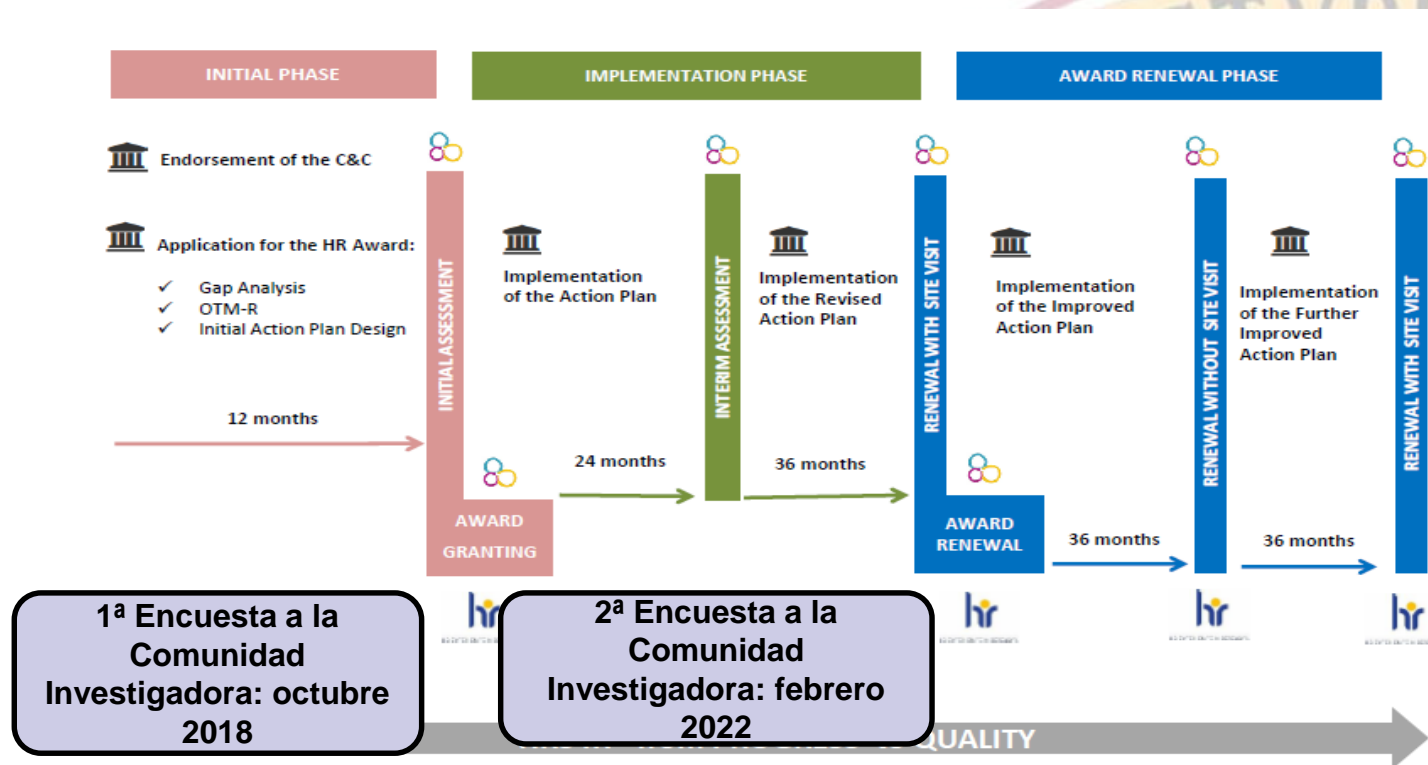 INITIAL PHASE
IMPLEMENTATION PHASE
AWARD RENEWAL PHASE
Endorsement of the C&C
Application for the HR Award:
✓ Gap Analysis
✓ OTM-R
✓ Initial Action Plan Design
12 months
INITIAL ASSESSMENT
AWARD
GRANTING
Implementation
of the Action Plan
24 months
INTERIM ASSESSMENT
Implementation
of the Revised
Action Plan
36 months
RENEWAL WITH SITE VISIT
AWARD
RENEWAL
Implementation
of the Improved
Action Plan
36 months
RENEWAL WITHOUT SITE VISIT
Implementation
of the Further
Improved
Action Plan
36 months
RENEWAL WITH SITE VISIT
hr
hr
hr
hr
1ª Encuesta a la
Comunidad
Investigadora: octubre
2018
2ª Encuesta a la
Comunidad
Investigadora: febrero
2022
QUALITY